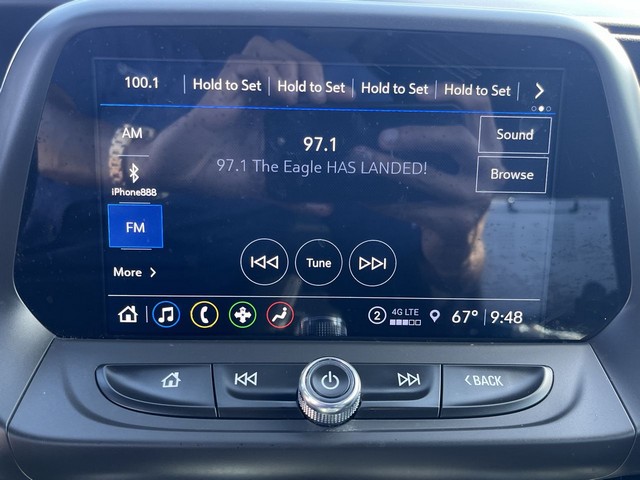 100.1 Hold to Set Hold to Set Hold to Set Hold to Set
AM
97.1
Sound
97.1 The Eagle HAS LANDED!
iPhone888
Browse
FM
More
Tune
2 4G LTE 67° 9:48
BACK